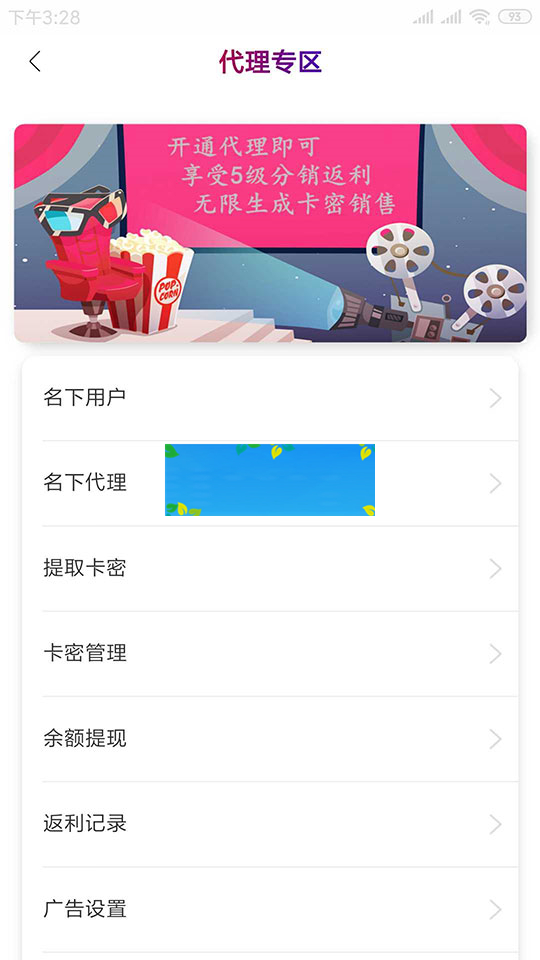 下午3:28
93
代理专区
开通代理即可
享受5级分销返利
无限生成卡密销售
POP
CORN
名下用户
名下代理
提取卡密
卡密管理
余额提现
返利记录
广告设置